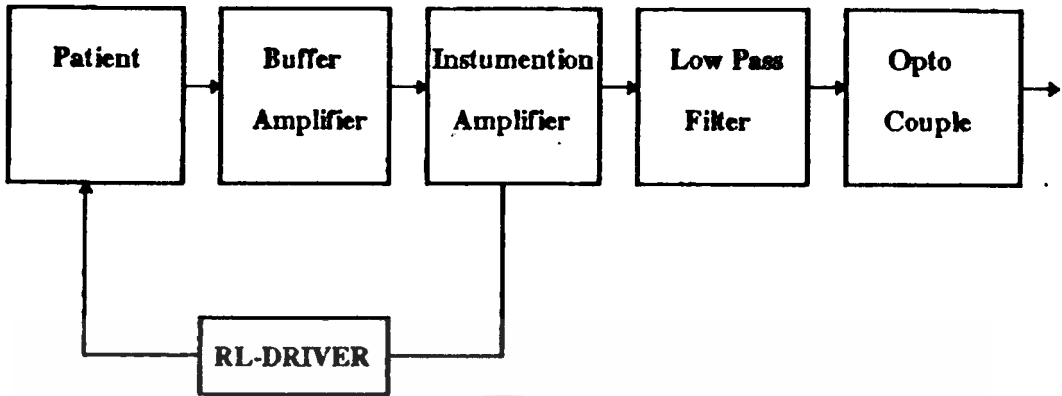 Patient
Buffer
Amplifier
Instumention
Amplifier
Low Pass
Filter
Opto
Couple
RL-DRIVER